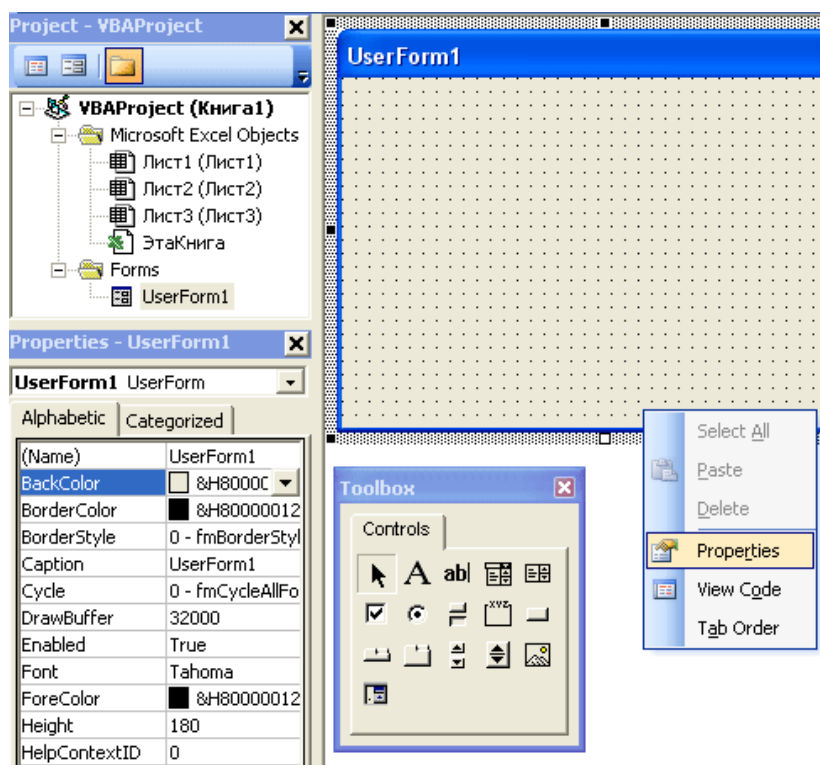 Project - VBAProject
VBAProject (Книга1)
Microsoft Excel Objects
Лист1 (Лист1)
Лист2 (Лист2)
Лист3 (Лист3)
ЭтаКнига
Forms
UserForm1
Properties - UserForm1
UserForm1 UserForm
Alphabetic Categorized
(Name) UserForm1
BackColor &H8000C
BorderColor &H80000012
BorderStyle 0 - fmBorderStyl
Caption UserForm1
Cycle 0 - fmCycleAllFo
DrawBuffer 32000
Enabled True
Font Tahoma
ForeColor &H80000012
Height 180
HelpContextID 0
UserForm1
Toolbox
Controls
A ab
xyz
Select All
Paste
Delete
Properties
View Code
Tab Order